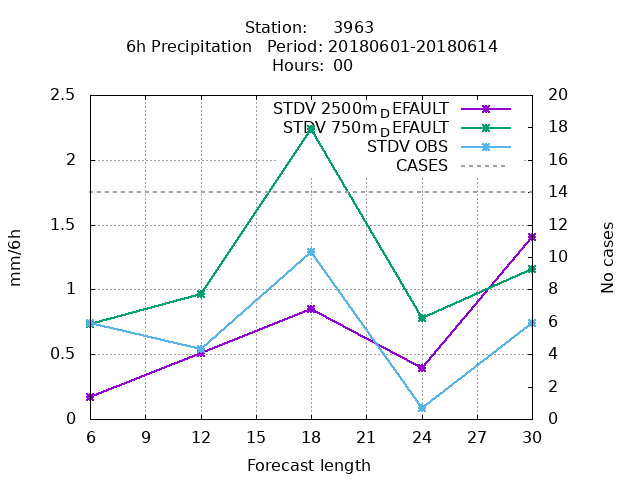 Station: 3963
6h Precipitation Period: 20180601-20180614
Hours: 00
STDV 2500mDEFAULT
STDV 750mDEFAULT
STDV OBS
CASES
2.5
2
1.5
1
0.5
0
20
18
16
14
12
10
8
6
4
2
0
mm/6h
No cases
6 9 12 15 18 21 24 27 30
Forecast length